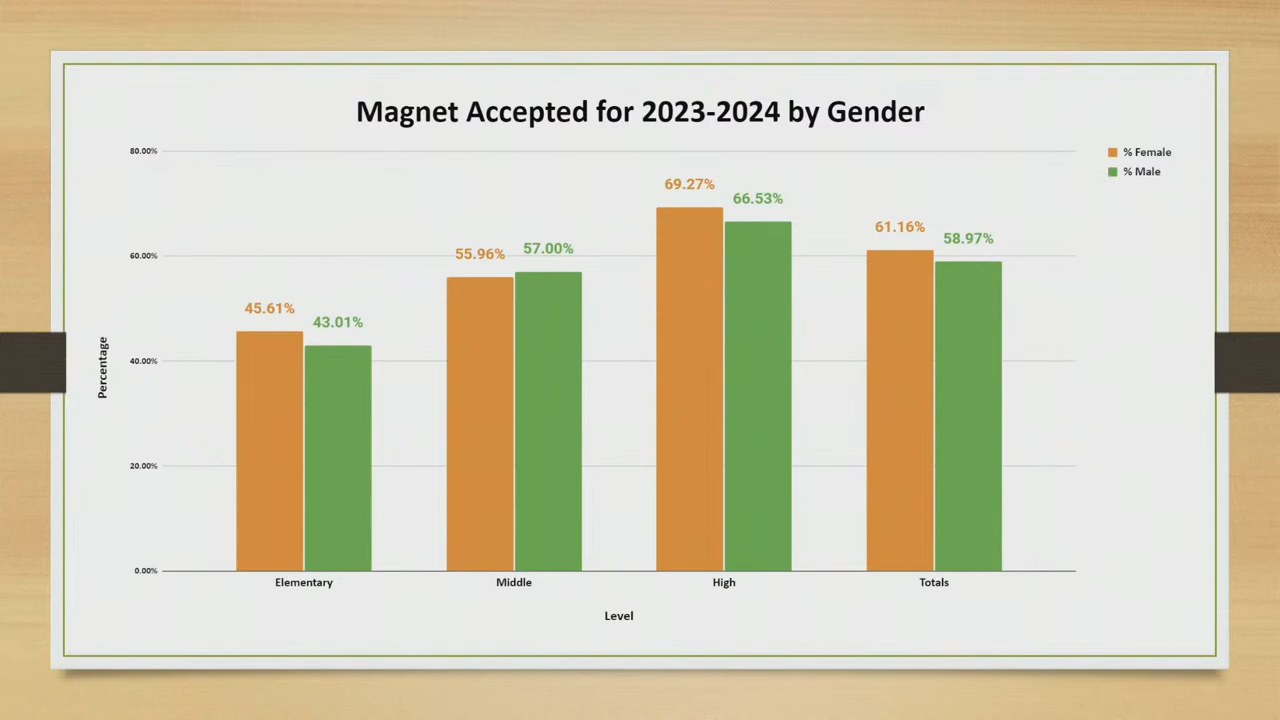 Magnet Accepted for 2023-2024 by Gender
% Female
% Male
80.00%
60.00%
40.00%
20.00%
0.00%
Percentage
45.61%
43.01%
55.96%
57.00%
69.27%
66.53%
61.16%
58.97%
Elementary
Middle
High
Totals
Level